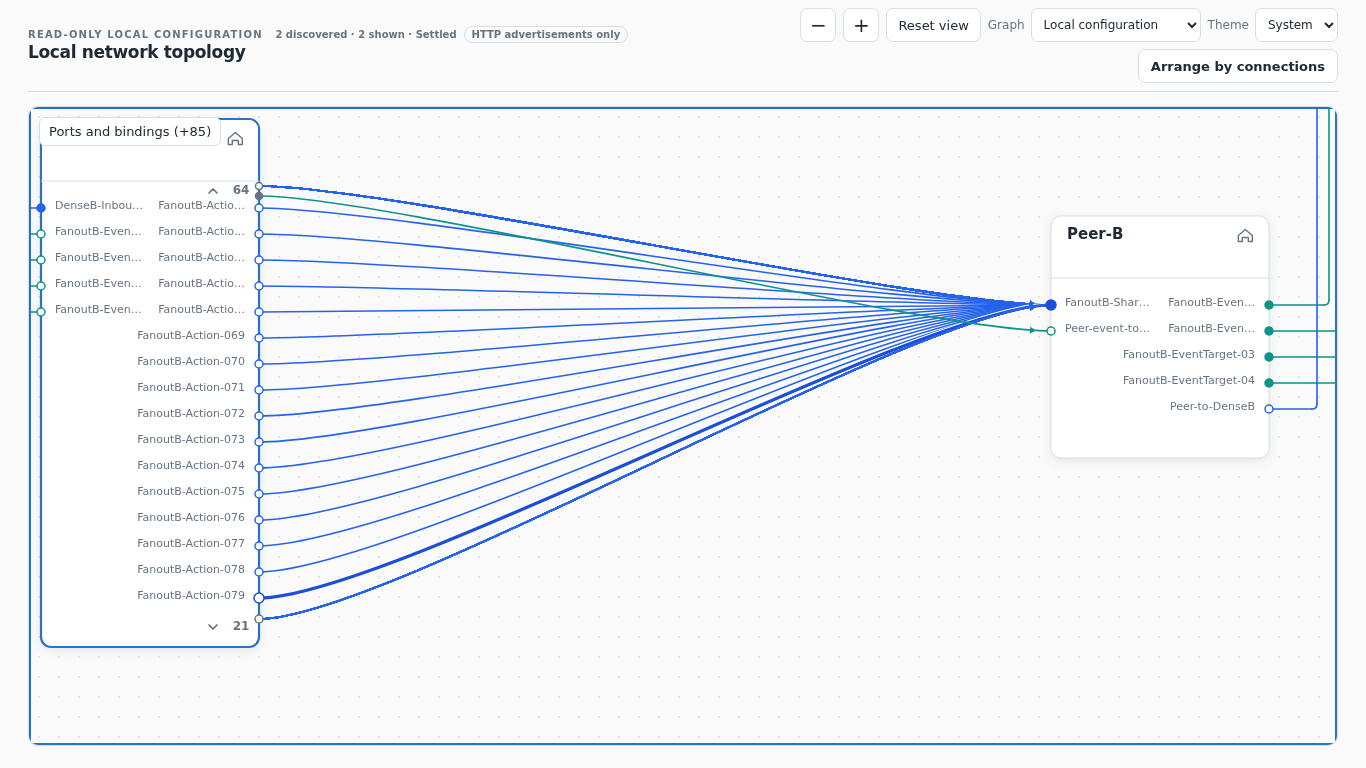 READ-ONLY LOCAL CONFIGURATION 2 discovered · 2 shown · Settled HTTP advertisements only
Local network topology
− + Reset view Graph Local configuration Theme System
Arrange by connections
Ports and bindings (+85)
64
DenseB-Inbou… FanoutB-Actio…
FanoutB-Even… FanoutB-Actio…
FanoutB-Even… FanoutB-Actio…
FanoutB-Even… FanoutB-Actio…
FanoutB-Even… FanoutB-Actio…
FanoutB-Action-069
FanoutB-Action-070
FanoutB-Action-071
FanoutB-Action-072
FanoutB-Action-073
FanoutB-Action-074
FanoutB-Action-075
FanoutB-Action-076
FanoutB-Action-077
FanoutB-Action-078
FanoutB-Action-079
21
Peer-B
FanoutB-Shar… FanoutB-Even…
Peer-event-to… FanoutB-Even…
FanoutB-EventTarget-03
FanoutB-EventTarget-04
Peer-to-DenseB